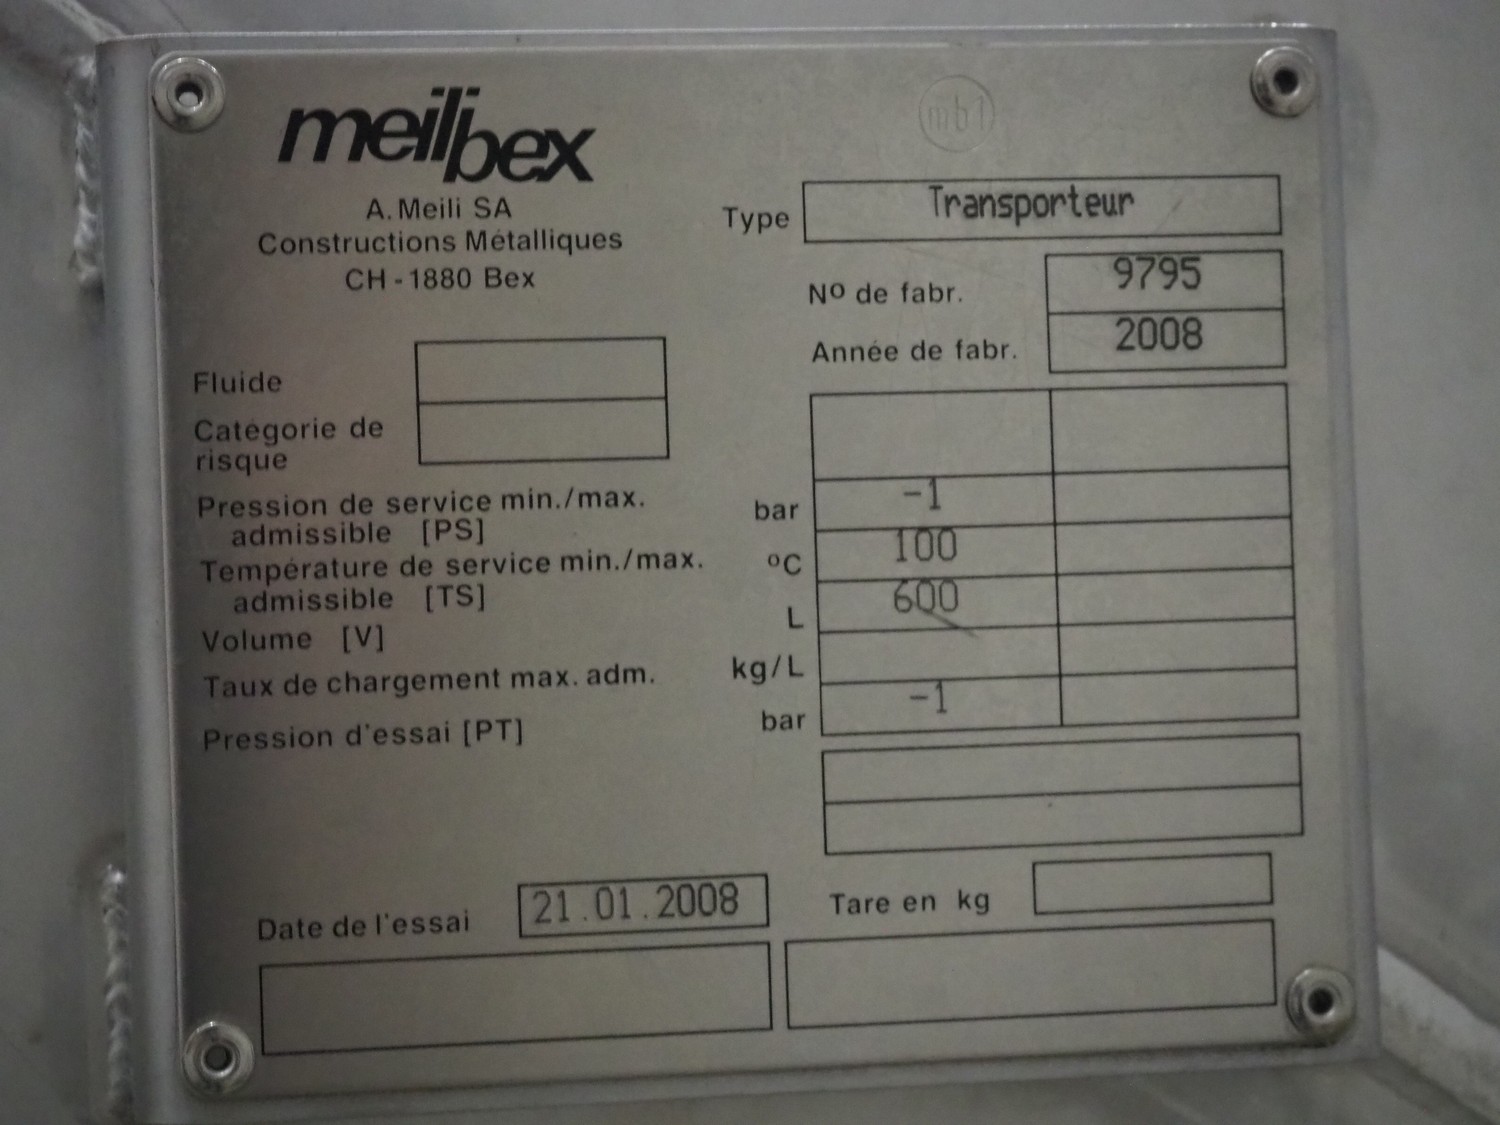 meilibex
mb1
A. Meili SA
Constructions Métalliques
CH - 1880 Bex
Type Transporteur
Nº de fabr. 9795
Année de fabr. 2008
Fluide
Catégorie de
risque
Pression de service min./max.
admissible [PS] bar -1
Température de service min./max.
admissible [TS] ºC 100
Volume [V] L 600
Taux de chargement max. adm. kg/L
Pression d'essai [PT] bar -1
Date de l'essai 21.01.2008
Tare en kg